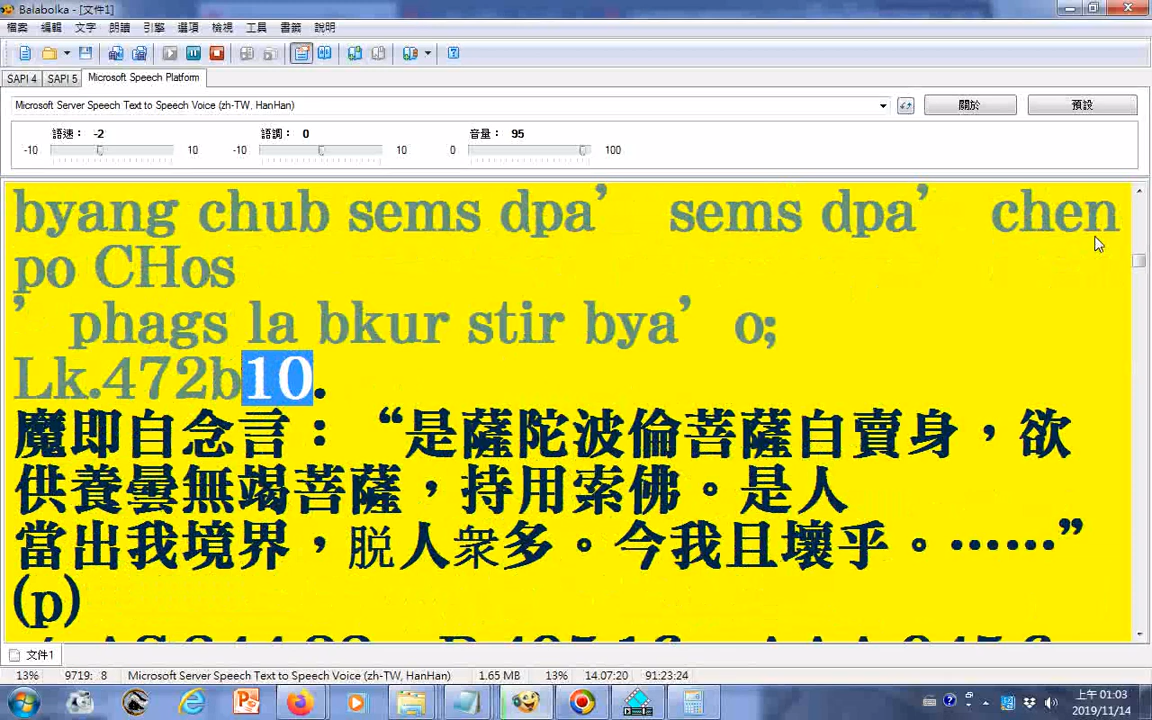 Balabolka - [文件1]
檔案 編輯 文字 朗讀 引擎 選項 檢視 工具 書籤 說明
SAPI 4 SAPI 5 Microsoft Speech Platform
Microsoft Server Speech Text to Speech Voice (zh-TW, HanHan) 關於 預設
語速： -2 語調： 0 音量： 95
-10 10 -10 10 0 100
byang chub sems dpa’ sems dpa’ chen
po CHos
’phags la bkur stir bya’o;
Lk.472b10.
魔即自念言：“是薩陀波倫菩薩自賣身，欲
供養曇無竭菩薩，持用索佛。是人
當出我境界，脱人衆多。今我且壞乎。……”
(p)
文件1
13% 9719: 8 Microsoft Server Speech Text to Speech Voice (zh-TW, HanHan) 1.65 MB 13% 14.07:20 91:23:24
上午 01:03
2019/11/14